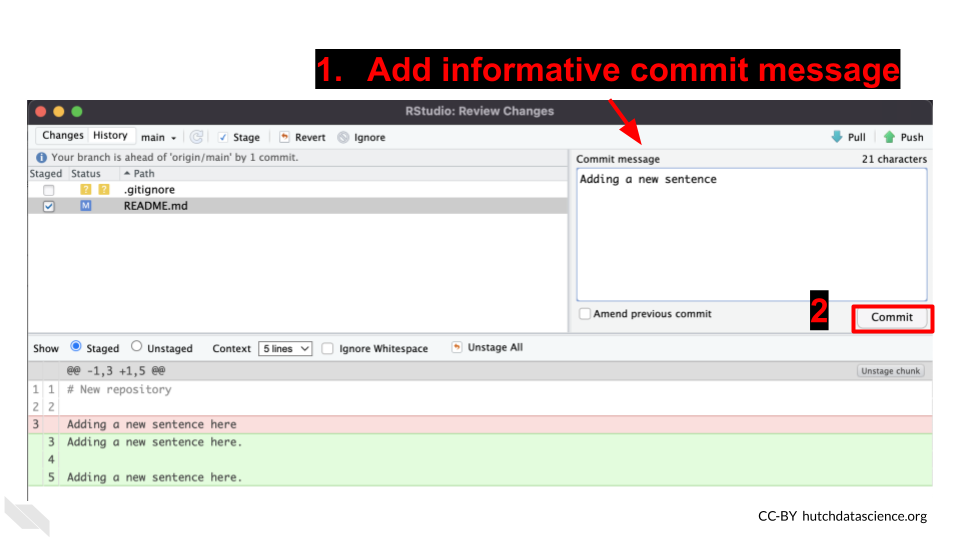 1. Add informative commit message
RStudio: Review Changes
Changes History main Stage Revert Ignore Pull Push
Your branch is ahead of 'origin/main' by 1 commit.
Commit message 21 characters
Staged Status Path
Adding a new sentence
? ? .gitignore
M README.md
2
Amend previous commit
Commit
Show Staged Unstaged Context 5 lines Ignore Whitespace Unstage All
@@ -1,3 +1,5 @@ Unstage chunk
1 1 # New repository
2 2
3 Adding a new sentence here
3 Adding a new sentence here.
4
5 Adding a new sentence here.
CC-BY hutchdatascience.org